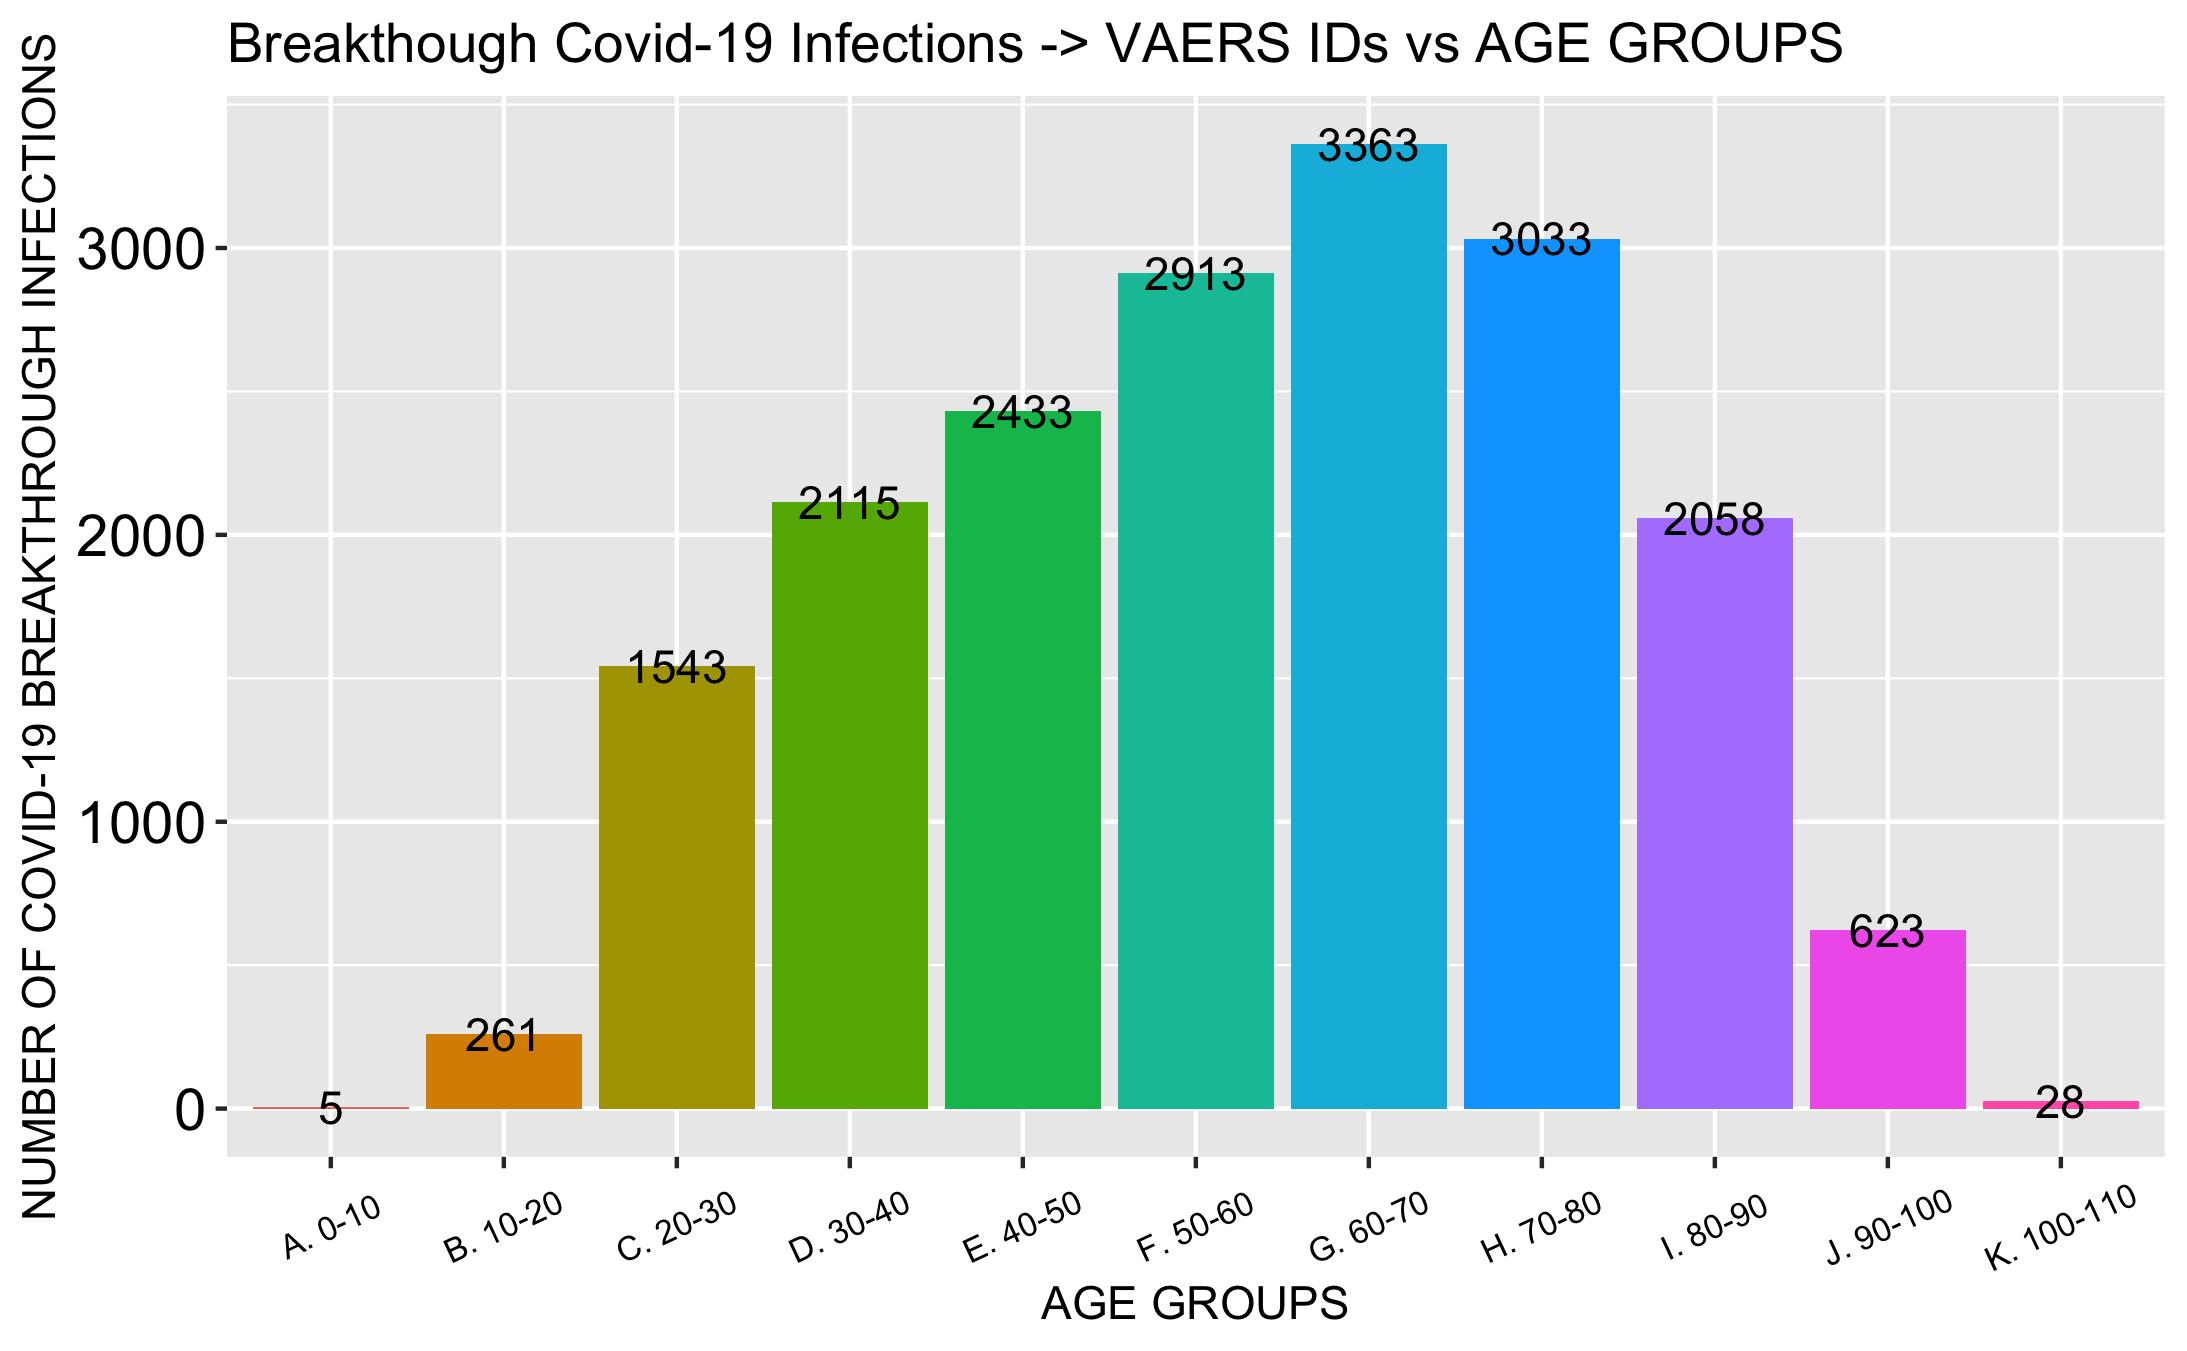 Breakthough Covid-19 Infections -> VAERS IDs vs AGE GROUPS
NUMBER OF COVID-19 BREAKTHROUGH INFECTIONS
3000
2000
1000
0
5
261
1543
2115
2433
2913
3363
3033
2058
623
28
A. 0-10
B. 10-20
C. 20-30
D. 30-40
E. 40-50
F. 50-60
G. 60-70
H. 70-80
I. 80-90
J. 90-100
K. 100-110
AGE GROUPS